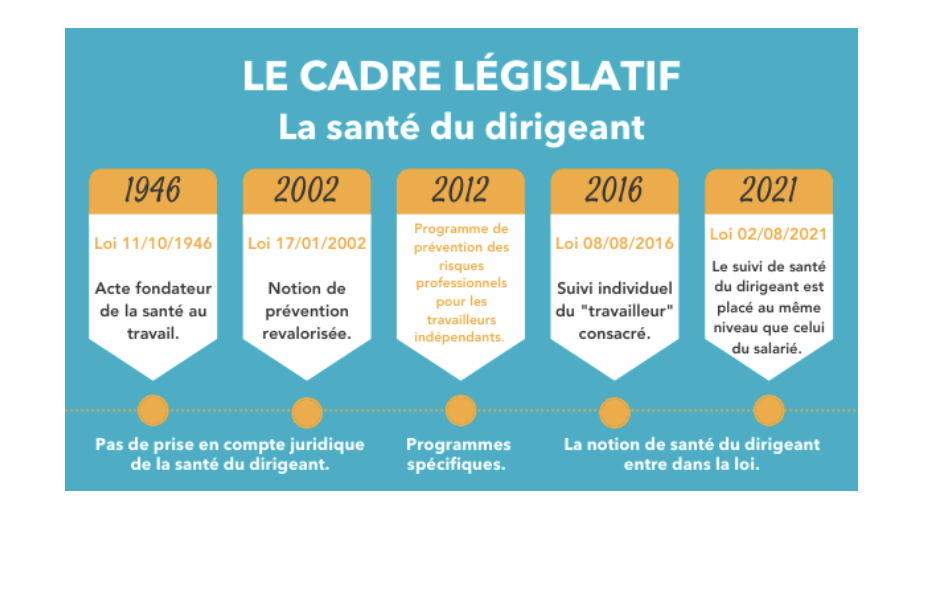 LE CADRE LÉGISLATIF
La santé du dirigeant
1946
Loi 11/10/1946
Acte fondateur
de la santé au
travail.
2002
Loi 17/01/2002
Notion de
prévention
revalorisée.
2012
Programme de
prévention des
risques
professionnels
pour les
travailleurs
indépendants.
2016
Loi 08/08/2016
Suivi individuel
du "travailleur"
consacré.
2021
Loi 02/08/2021
Le suivi de santé
du dirigeant est
placé au même
niveau que celui
du salarié.
Pas de prise en compte juridique
de la santé du dirigeant.
Programmes
spécifiques.
La notion de santé du dirigeant
entre dans la loi.